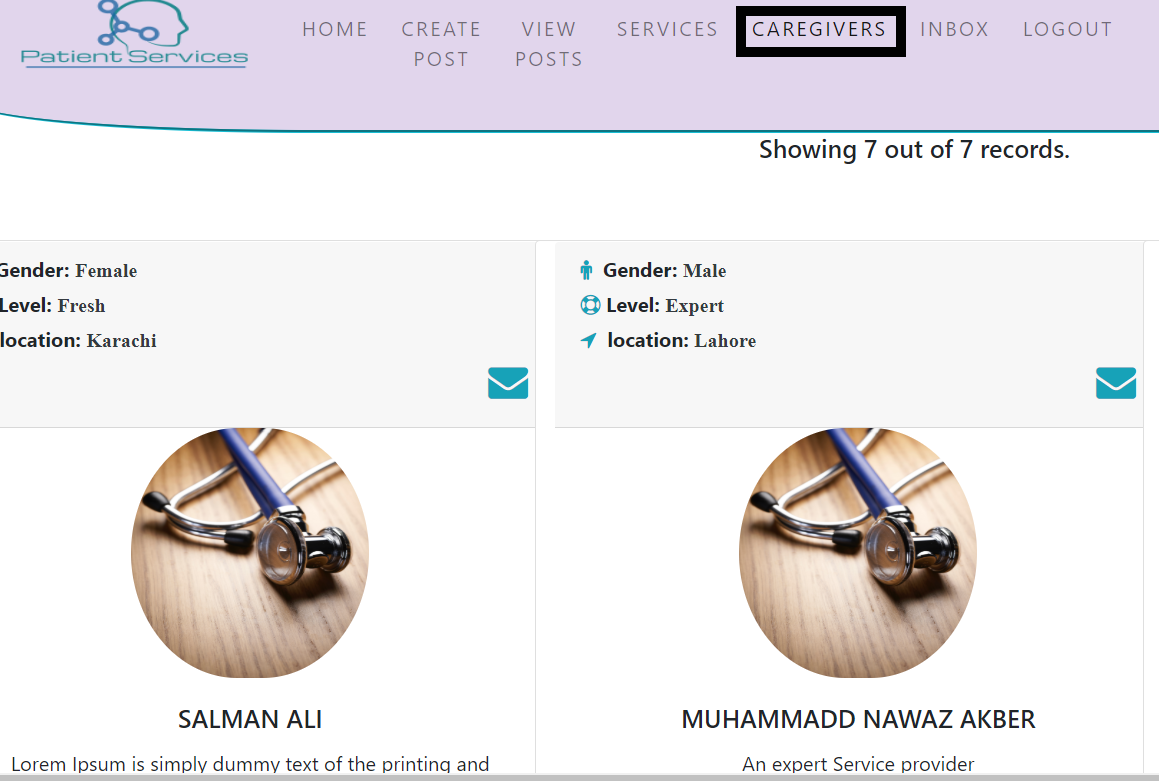 Patient Services
HOME
CREATE
POST
VIEW
POSTS
SERVICES
CAREGIVERS
INBOX
LOGOUT
Showing 7 out of 7 records.
Gender: Female
Level: Fresh
location: Karachi
SALMAN ALI
Lorem Ipsum is simply dummy text of the printing and
Gender: Male
Level: Expert
location: Lahore
MUHAMMADD NAWAZ AKBER
An expert Service provider